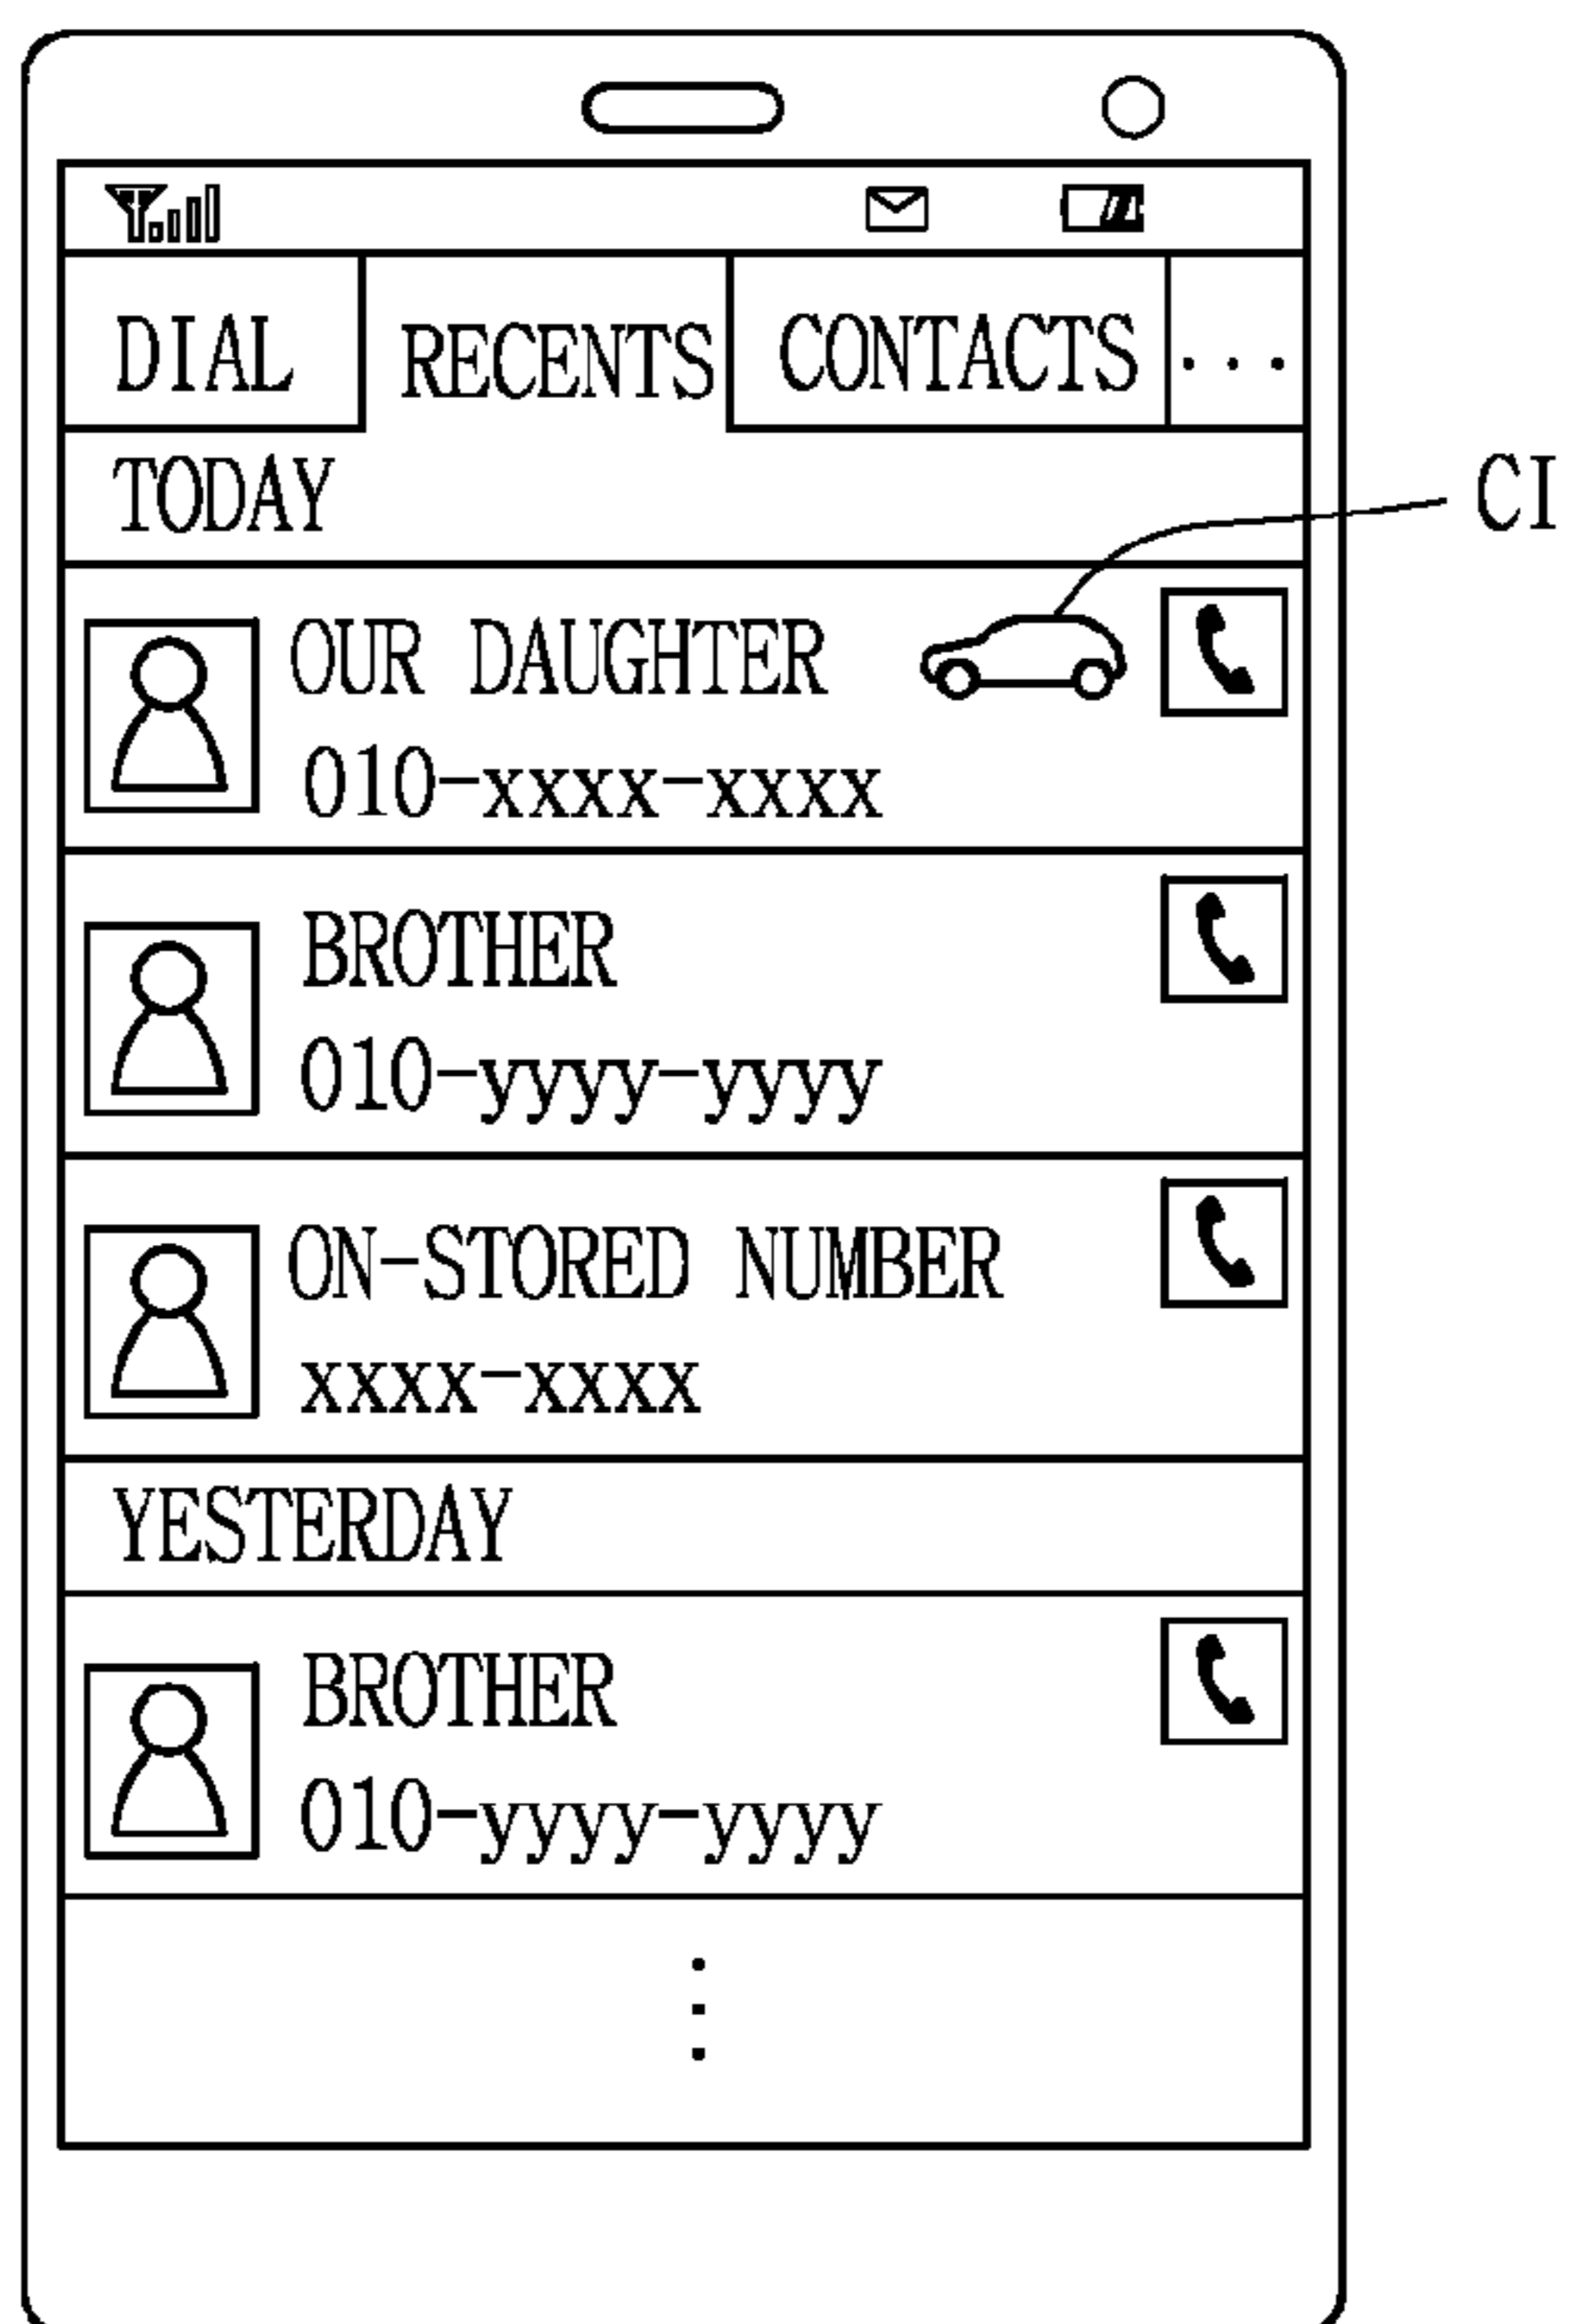 DIAL RECENTS CONTACTS ...
TODAY
CI
OUR DAUGHTER
010-xxxx-xxxx
BROTHER
010-yyyy-yyyy
ON-STORED NUMBER
xxxx-xxxx
YESTERDAY
BROTHER
010-yyyy-yyyy